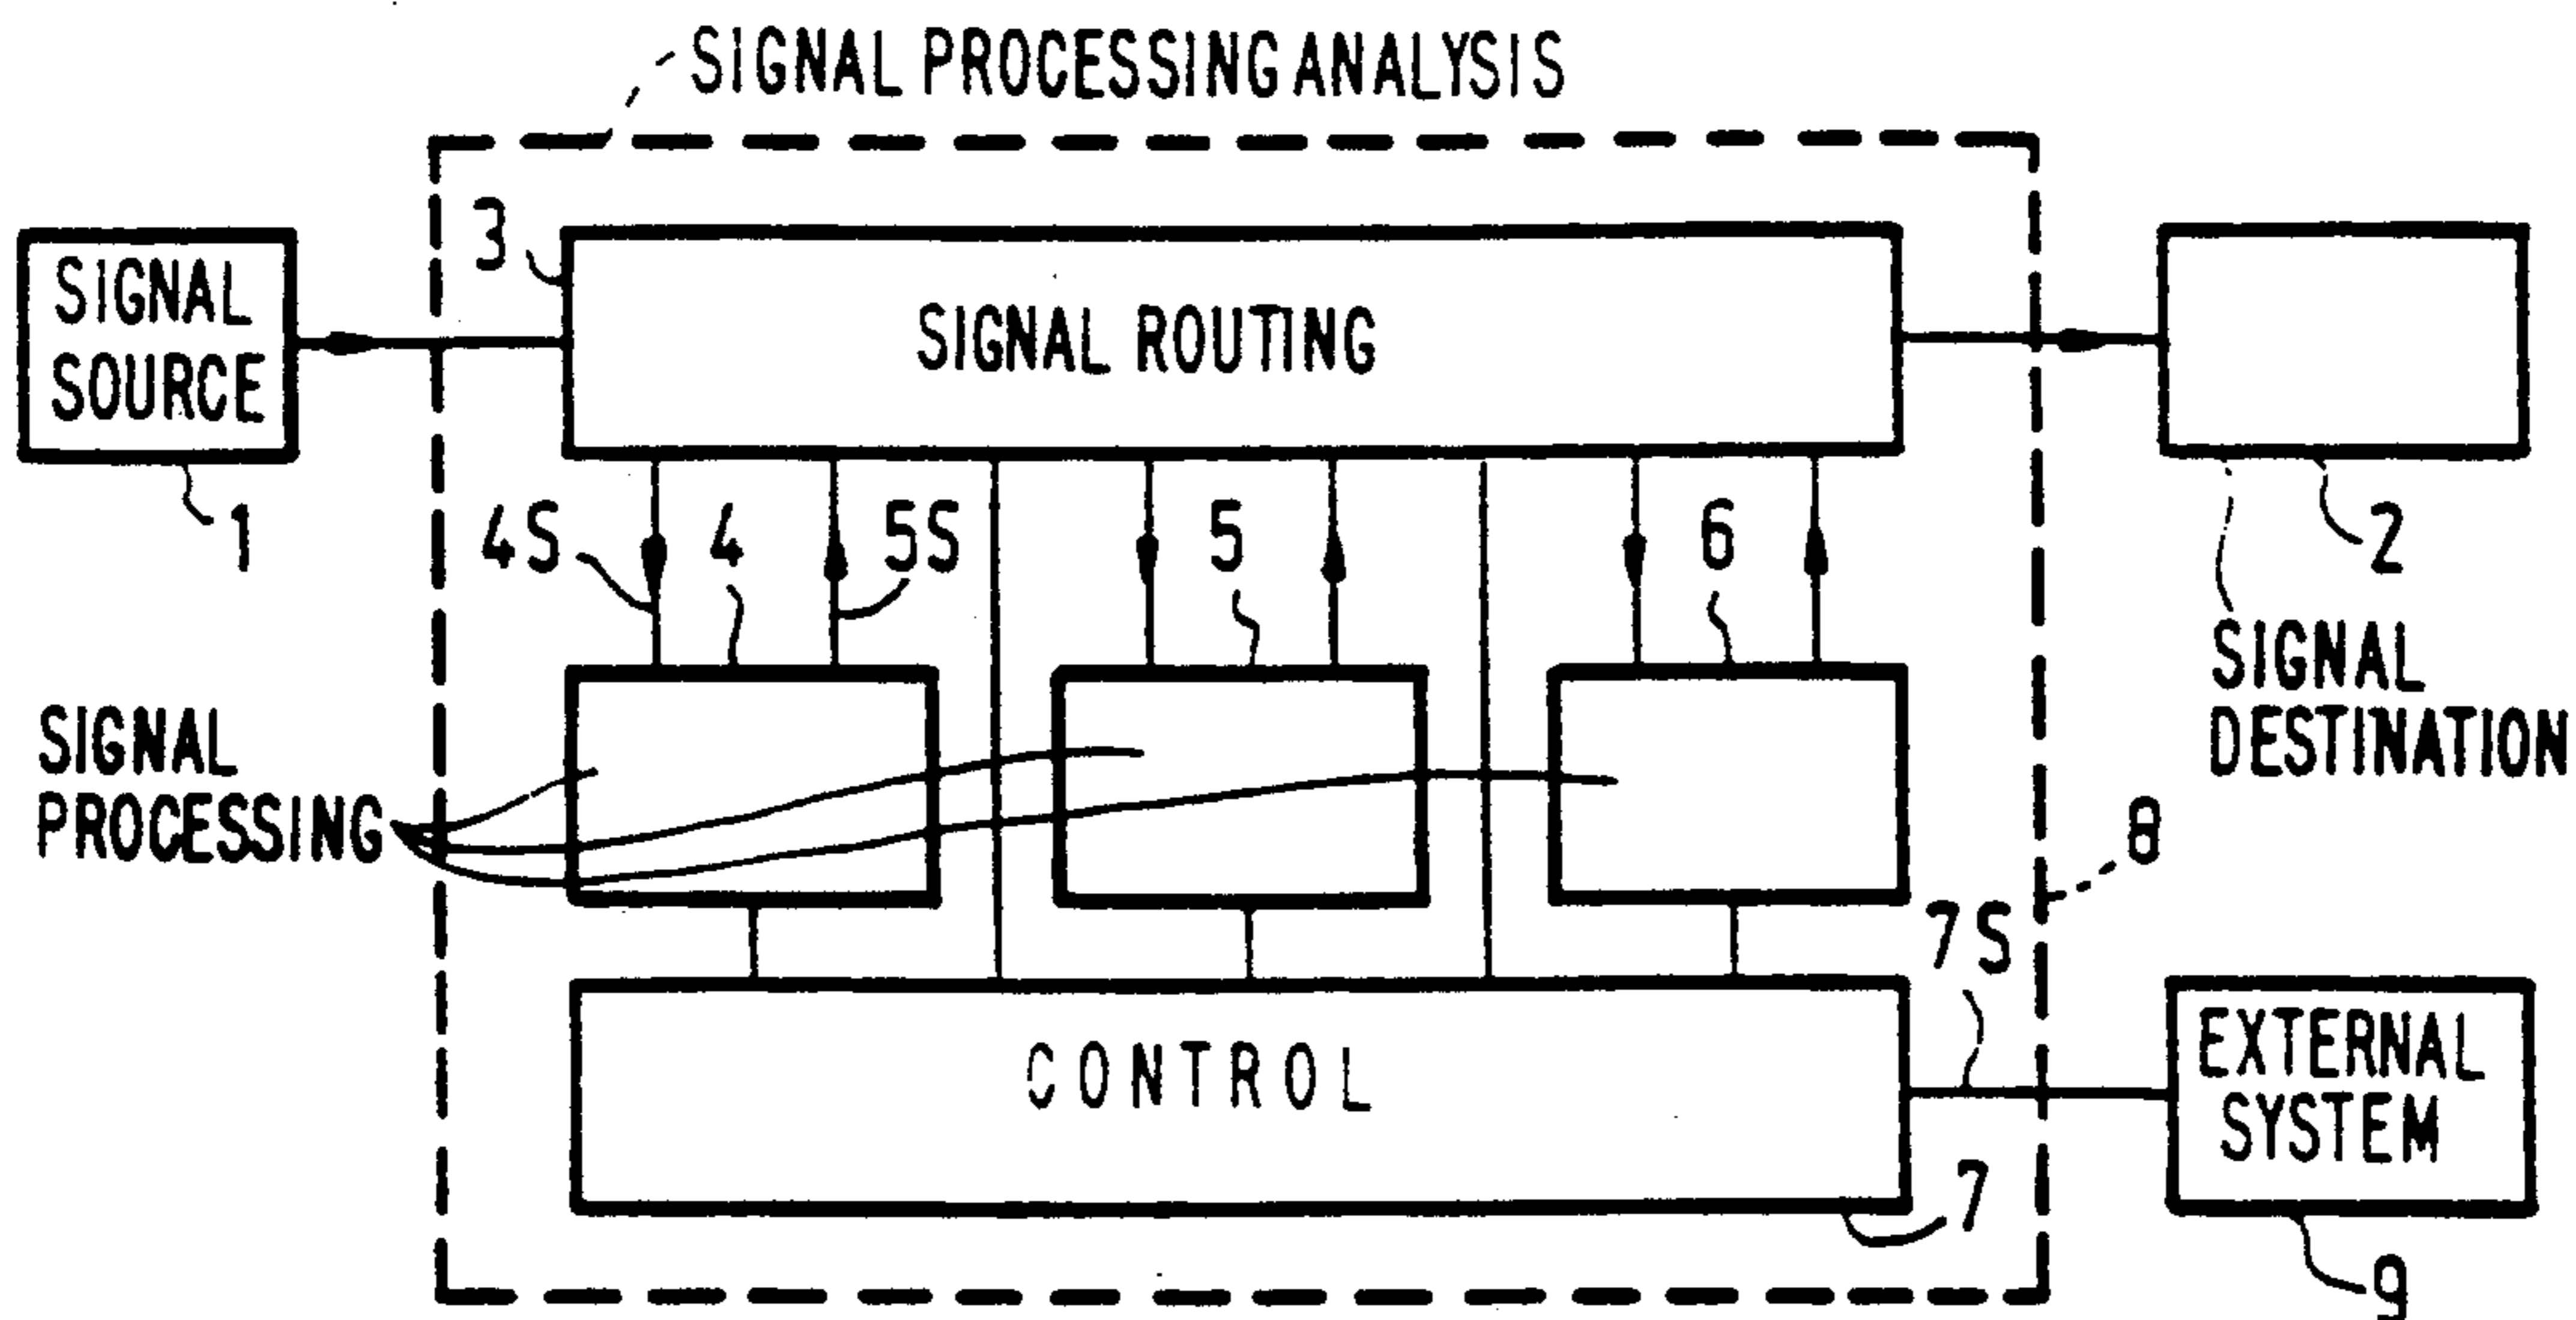 SIGNAL PROCESSING ANALYSIS
3
SIGNAL
SOURCE
SIGNAL ROUTING
1
4S
4
5S
5
6
2
SIGNAL
DESTINATION
SIGNAL
PROCESSING
8
7S
CONTROL
EXTERNAL
SYSTEM
7
9